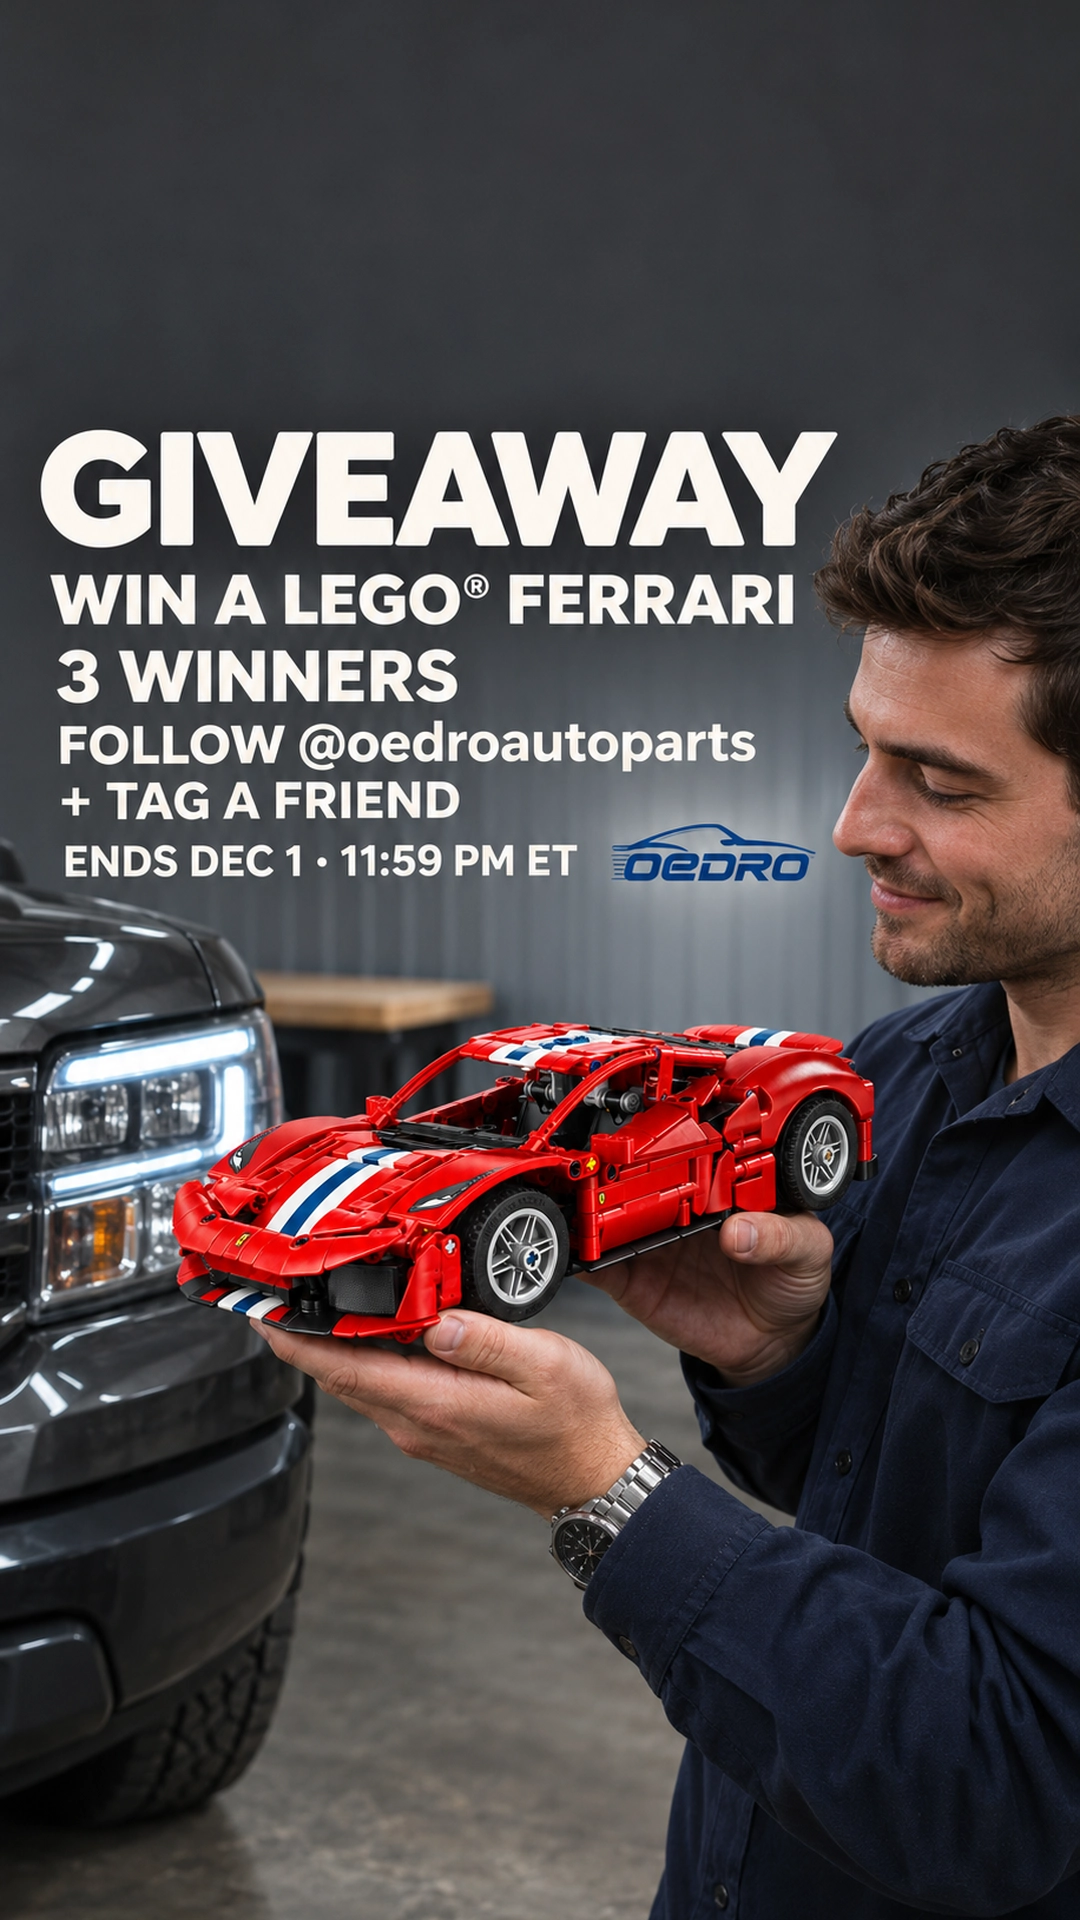 GIVEAWAY
WIN A LEGO® FERRARI
3 WINNERS
FOLLOW @oedroautoparts
+ TAG A FRIEND
ENDS DEC 1 • 11:59 PM ET
OEDRO